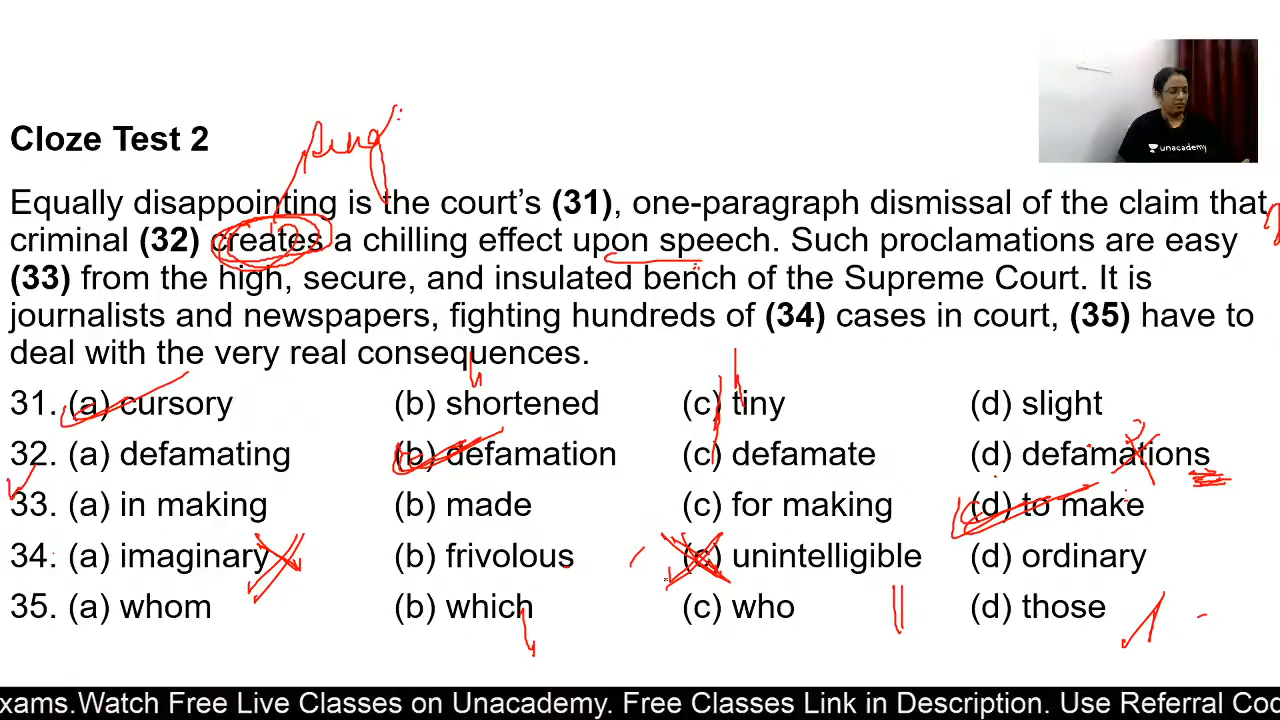 Cloze Test 2
Equally disappointing is the court's (31), one-paragraph dismissal of the claim that
criminal (32) creates a chilling effect upon speech. Such proclamations are easy
(33) from the high, secure, and insulated bench of the Supreme Court. It is
journalists and newspapers, fighting hundreds of (34) cases in court, (35) have to
deal with the very real consequences.
31. (a) cursory (b) shortened (c) tiny (d) slight
32. (a) defamating (b) defamation (c) defamate (d) defamations
33. (a) in making (b) made (c) for making (d) to make
34. (a) imaginary (b) frivolous (c) unintelligible (d) ordinary
35. (a) whom (b) which (c) who (d) those
unacademy
xams.Watch Free Live Classes on Unacademy. Free Classes Link in Description. Use Referral Coc